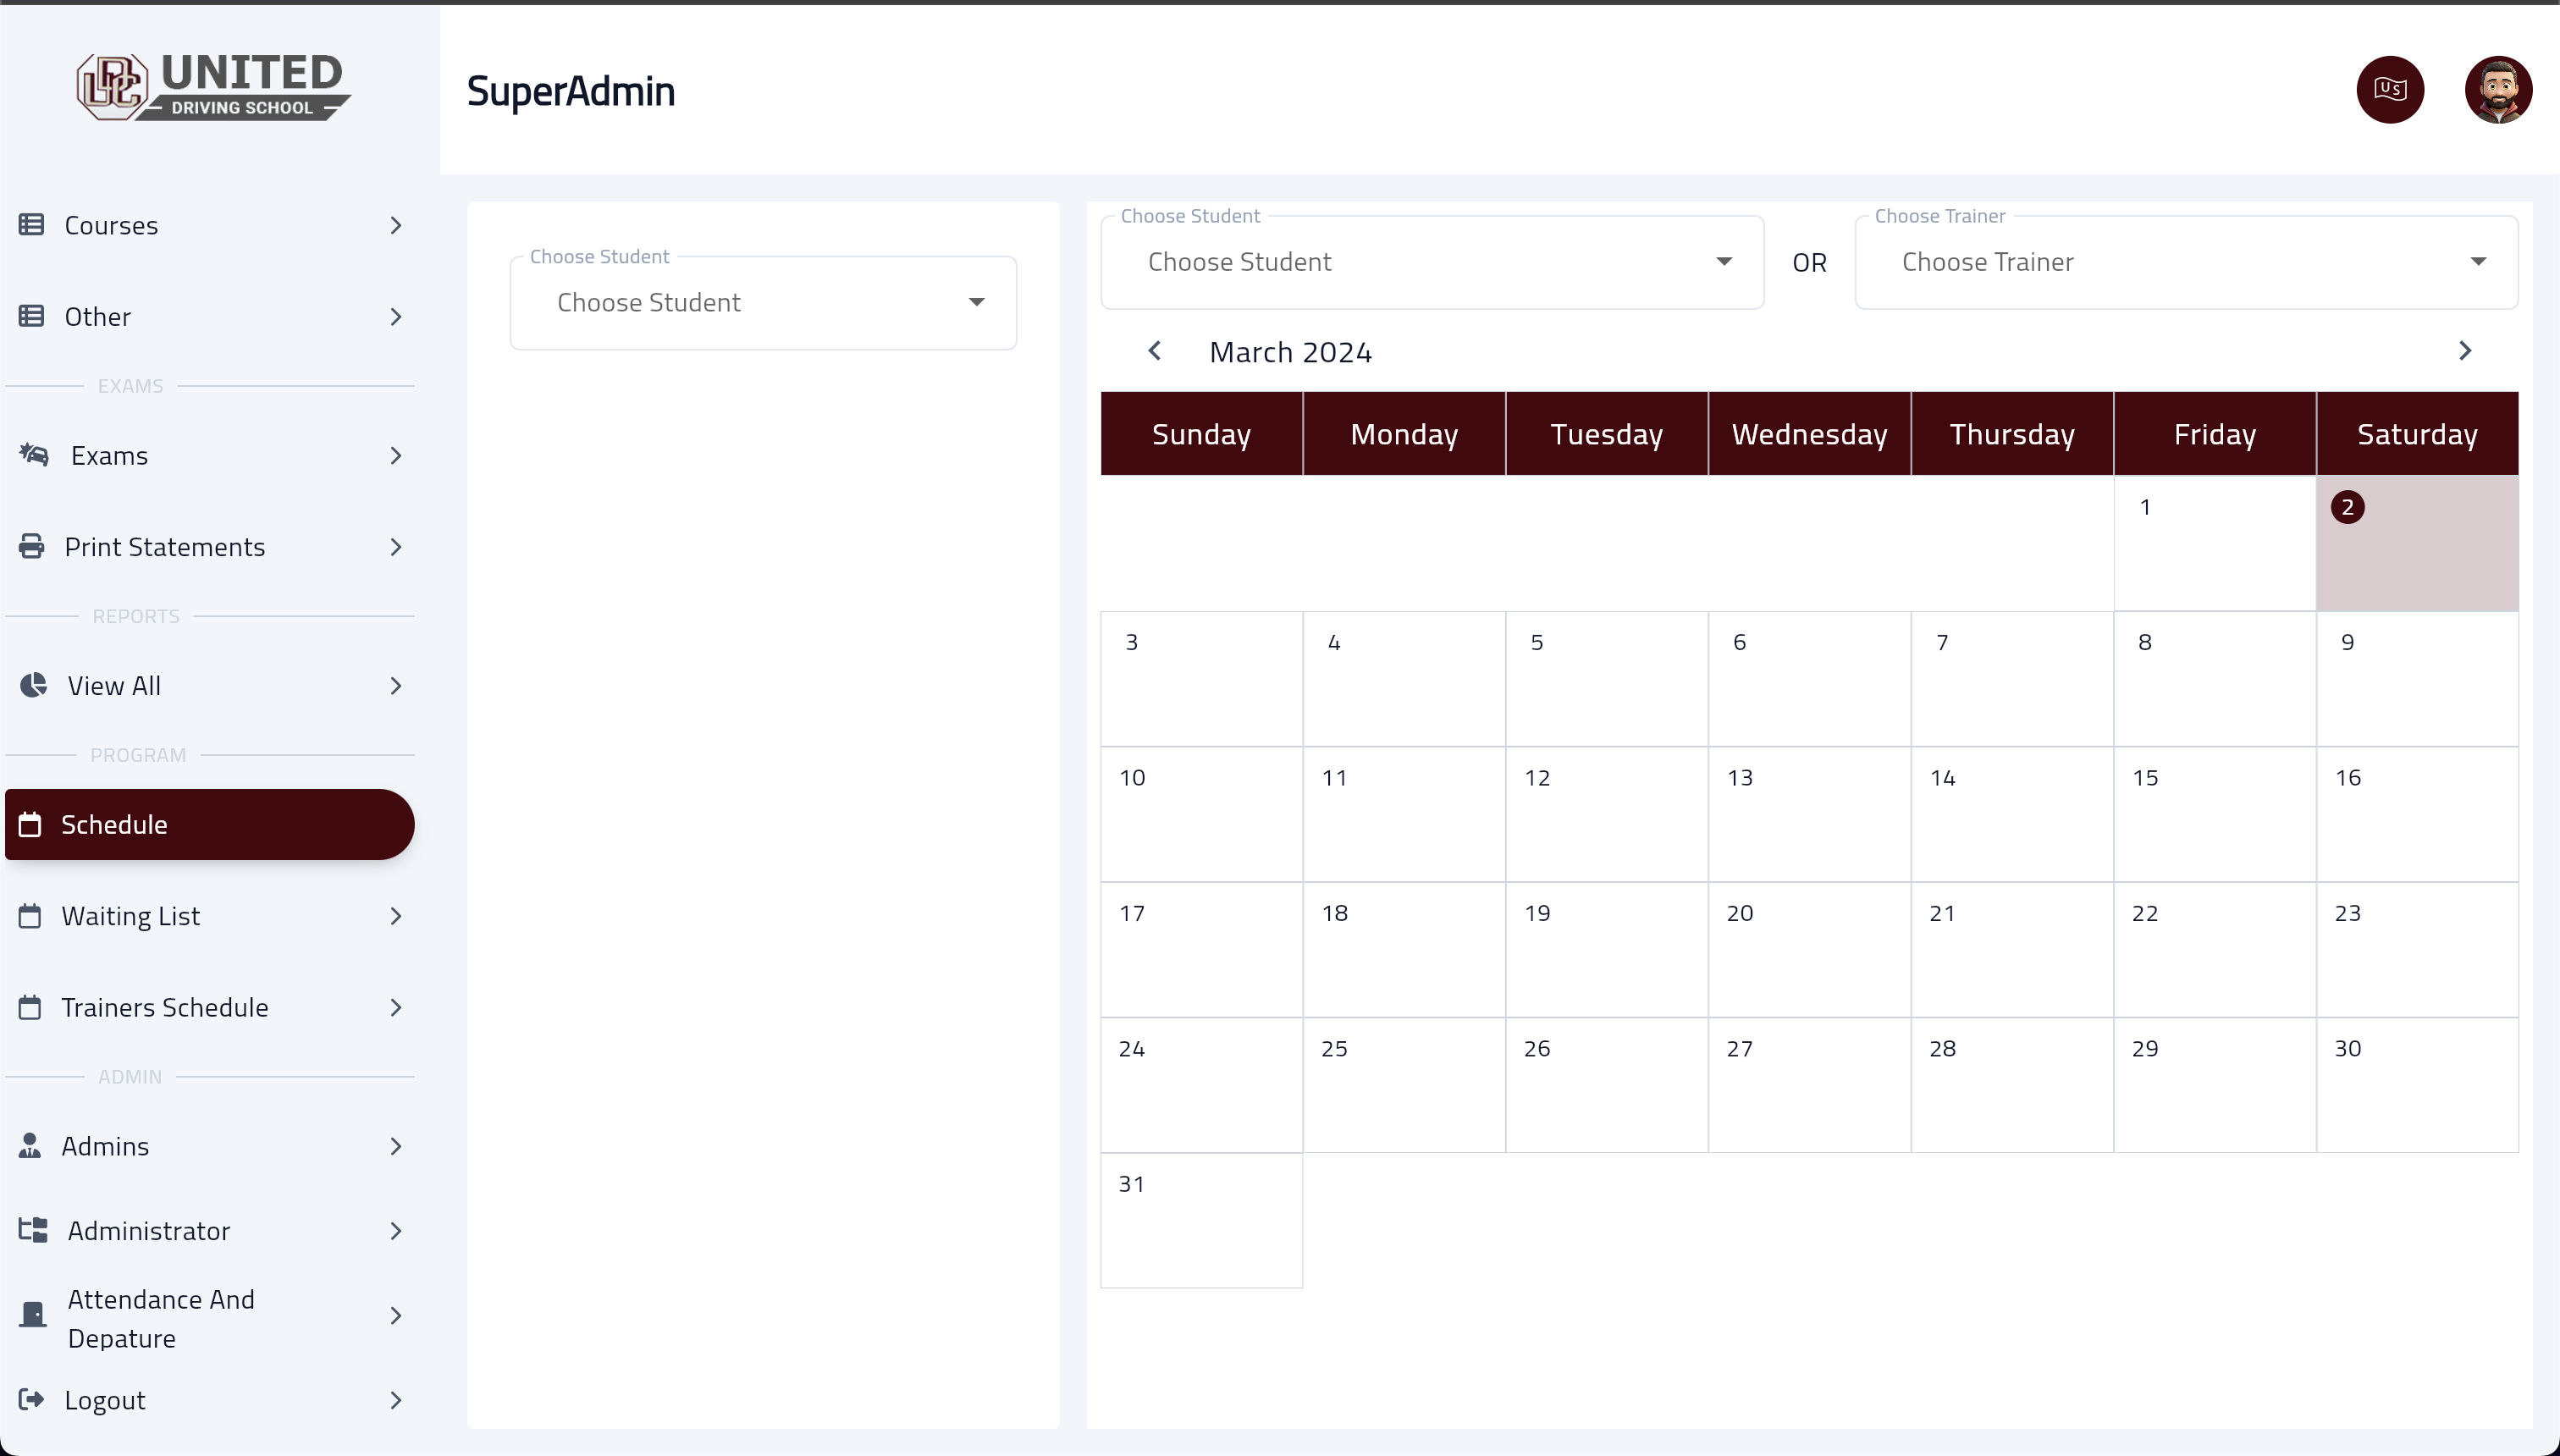 UNITED
DRIVING SCHOOL
SuperAdmin
US
Courses
Other
EXAMS
Exams
Print Statements
REPORTS
View All
PROGRAM
Schedule
Waiting List
Trainers Schedule
ADMIN
Admins
Administrator
Attendance And
Depature
Logout
Choose Student
Choose Student
Choose Student
Choose Student
OR
Choose Trainer
Choose Trainer
March 2024
Sunday Monday Tuesday Wednesday Thursday Friday Saturday
1 2
3 4 5 6 7 8 9
10 11 12 13 14 15 16
17 18 19 20 21 22 23
24 25 26 27 28 29 30
31